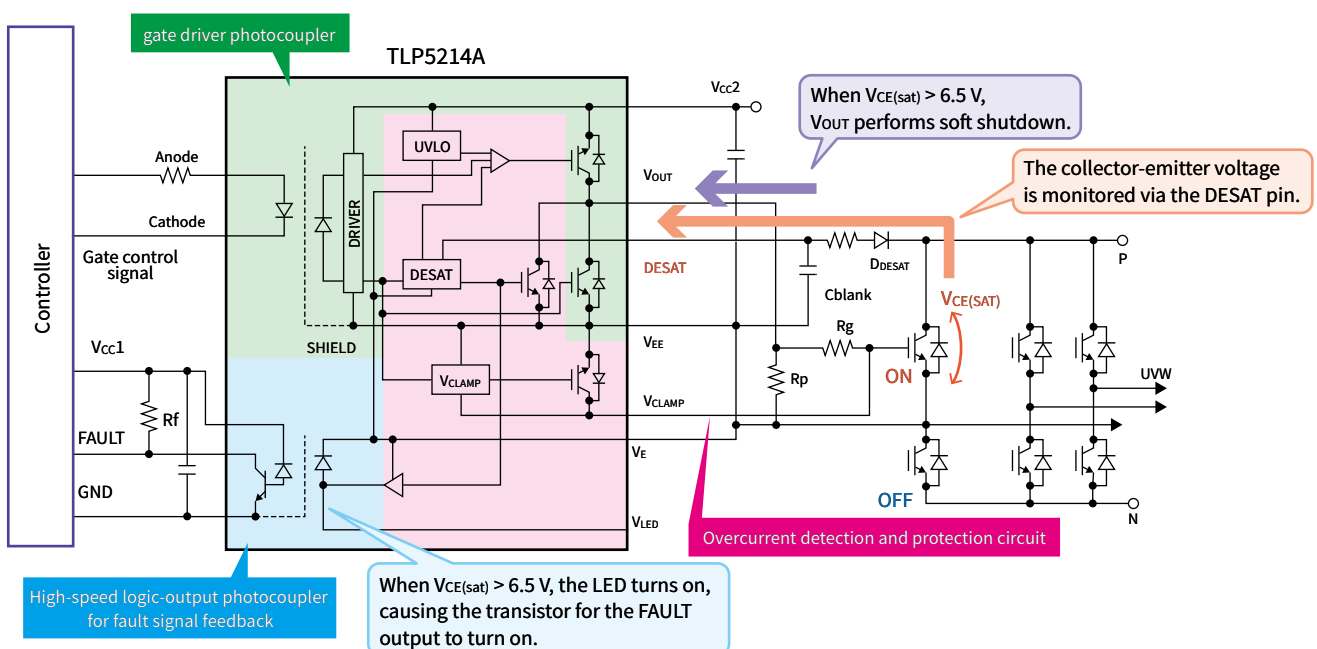 gate driver photocoupler
TLP5214A
VCC2
When VCE(sat) > 6.5 V,
VOUT performs soft shutdown.
The collector-emitter voltage
is monitored via the DESAT pin.
Anode
Cathode
Gate control
signal
Controller
UVLO
DRIVER
DESAT
VOUT
DESAT
DDESAT
P
Cblank
VCE(SAT)
SHIELD
VEE
Rg
ON
Rp
VCLAMP
VCLAMP
UVW
VCC1
Rf
FAULT
GND
VE
VLED
OFF
N
Overcurrent detection and protection circuit
High-speed logic-output photocoupler
for fault signal feedback
When VCE(sat) > 6.5 V, the LED turns on,
causing the transistor for the FAULT
output to turn on.